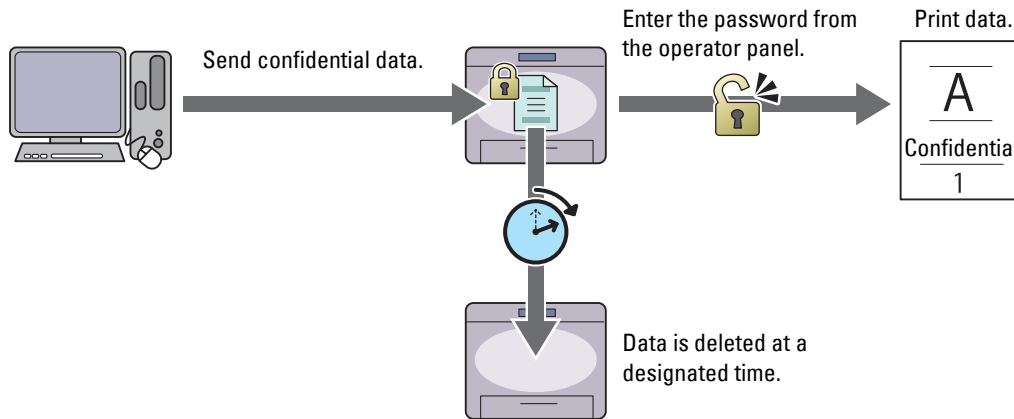 Send confidential data.
Enter the password from
the operator panel.
Print data.
A
Confidentia
1
Data is deleted at a
designated time.